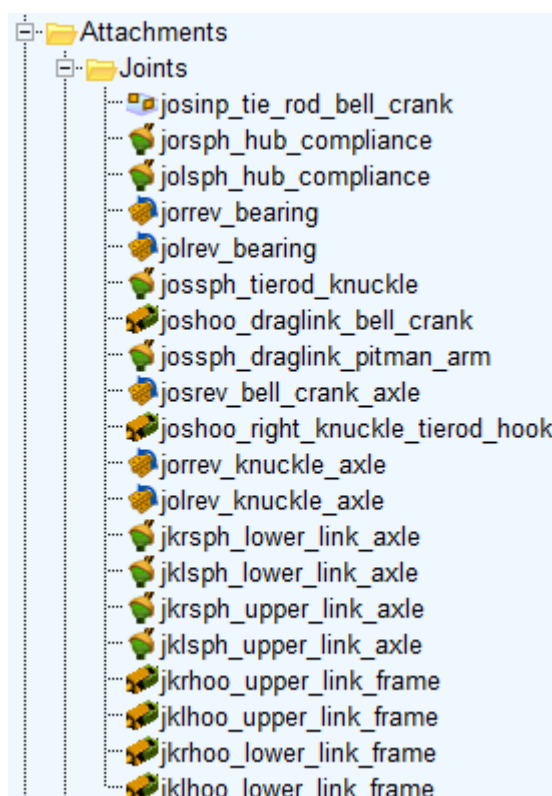 Attachments
Joints
josinp_tie_rod_bell_crank
jorsph_hub_compliance
jolsph_hub_compliance
jorrev_bearing
jolrev_bearing
jossph_tierod_knuckle
joshoo_draglink_bell_crank
jossph_draglink_pitman_arm
josrev_bell_crank_axle
joshoo_right_knuckle_tierod_hook
jorrev_knuckle_axle
jolrev_knuckle_axle
jkrsph_lower_link_axle
jklsph_lower_link_axle
jkrsph_upper_link_axle
jklsph_upper_link_axle
jkrhoo_upper_link_frame
jklhoo_upper_link_frame
jkrhoo_lower_link_frame
jklhoo_lower_link_frame